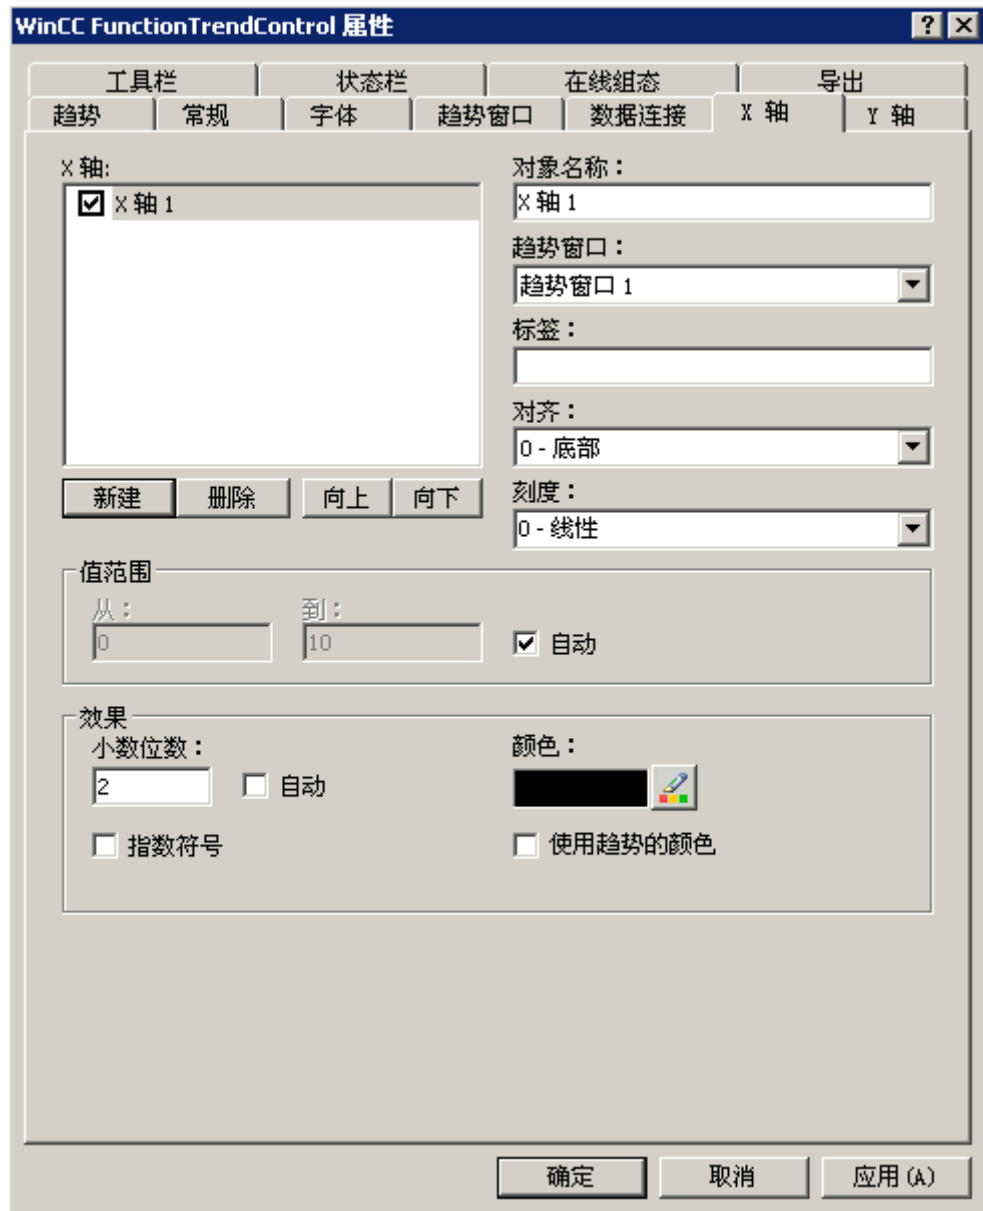 WinCC FunctionTrendControl 属性
工具栏 状态栏 在线组态 导出
趋势 常规 字体 趋势窗口 数据连接 X 轴 Y 轴
X 轴:
X 轴 1
新建 删除 向上 向下
对象名称：
X 轴 1
趋势窗口：
趋势窗口 1
标签：
对齐：
0 - 底部
刻度：
0 - 线性
值范围
从： 到：
0 10 自动
效果
小数位数：
2 自动
指数符号
颜色：
使用趋势的颜色
确定 取消 应用(A)